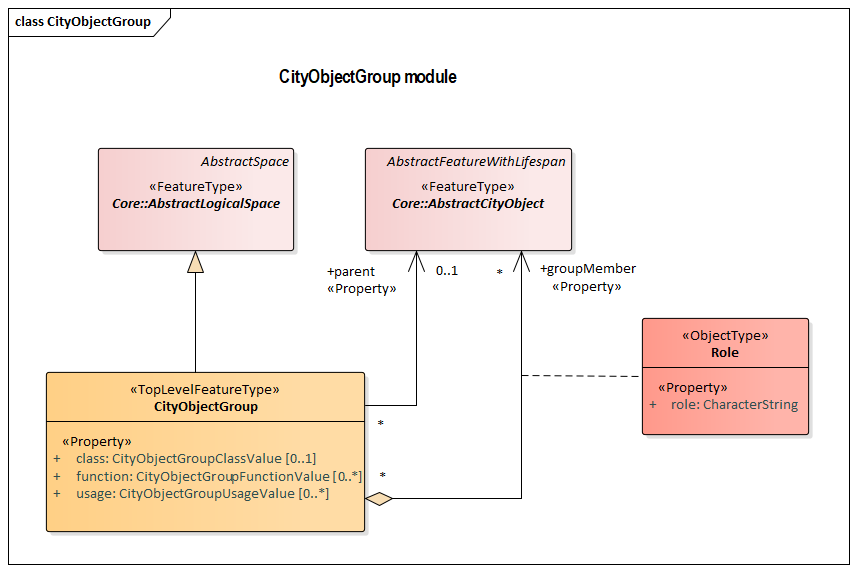 class CityObjectGroup
CityObjectGroup module
AbstractSpace
«FeatureType»
Core::AbstractLogicalSpace
AbstractFeatureWithLifespan
«FeatureType»
Core::AbstractCityObject
+parent
«Property»
0..1
*
+groupMember
«Property»
«ObjectType»
Role
«Property»
+ role: CharacterString
«TopLevelFeatureType»
CityObjectGroup
«Property»
+ class: CityObjectGroupClassValue [0..1]
+ function: CityObjectGroupFunctionValue [0..*]
+ usage: CityObjectGroupUsageValue [0..*]
*
*